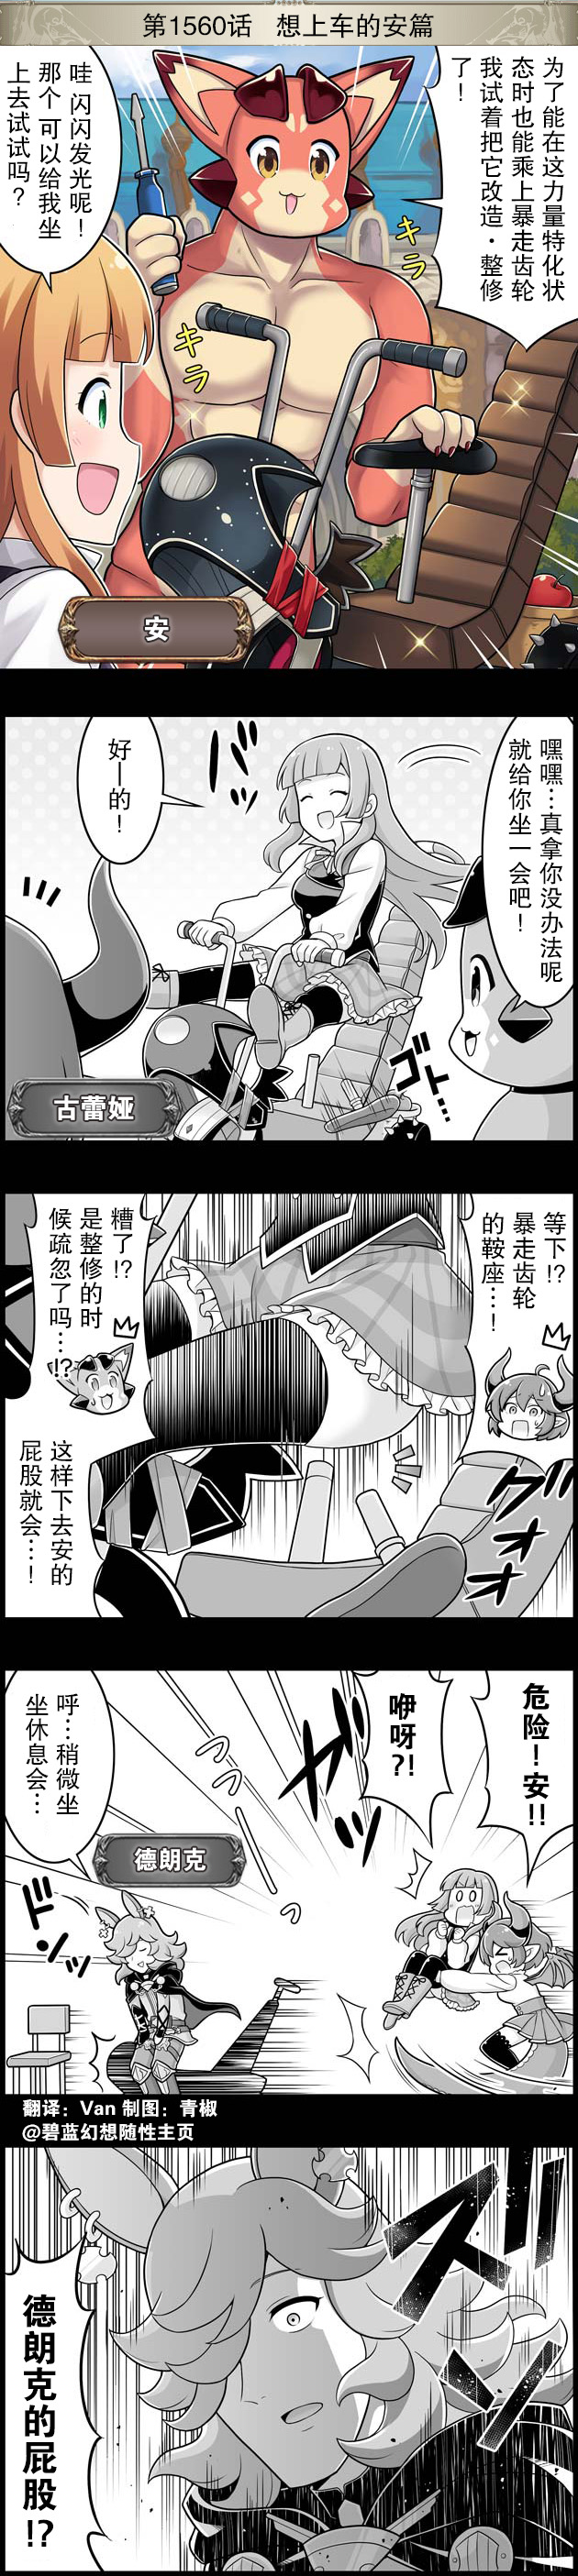 第1560话　想上车的安篇
为了能在这力量特化状
态时也能乘上暴走齿轮
我试着把它改造·整修
了！
哇 闪闪发光呢！
那个 可以给我坐
上去试试吗？
キラ
キラ
安
嘿嘿…真拿你没办法呢
就给你坐一会吧！
好ー的！
ゴト…
古蕾娅
等下!?
暴走齿轮
的鞍座…！
糟了!?
是整修的时
候疏忽了吗…!?
这样下去安的
屁股就会…！
グオオ
危险！安!!
咿呀?!
呼…稍微坐
坐休息会…
德朗克
ドンッ
翻译：Van 制图：青椒
@碧蓝幻想随性主页
ズブッ
德朗克的屁股!?